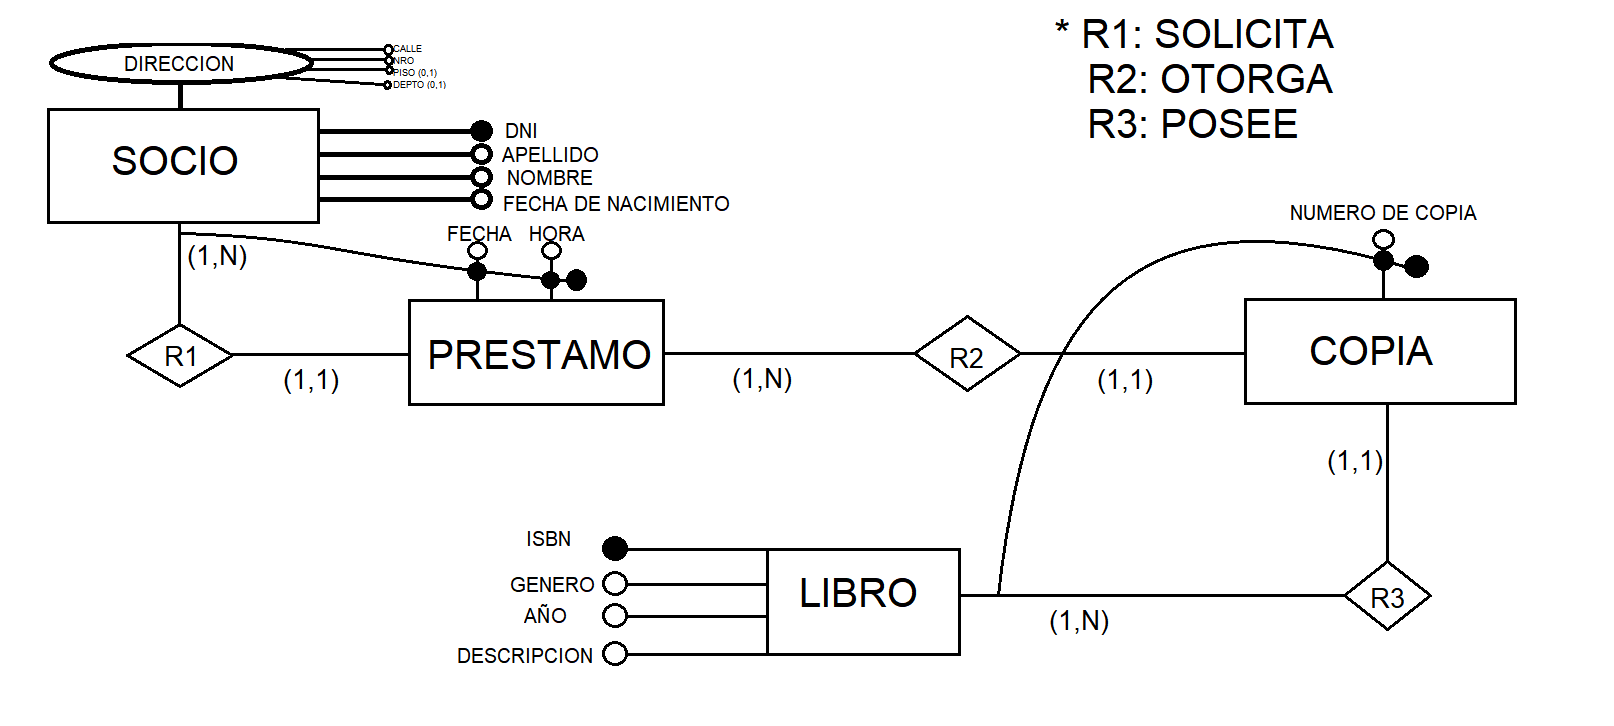 * R1: SOLICITA
R2: OTORGA
R3: POSEE
DIRECCION
CALLE
NRO
PISO (0,1)
DEPTO (0,1)
SOCIO
DNI
APELLIDO
NOMBRE
FECHA DE NACIMIENTO
(1,N)
FECHA
HORA
NUMERO DE COPIA
R1
(1,1)
PRESTAMO
(1,N)
R2
(1,1)
COPIA
(1,1)
ISBN
GENERO
AÑO
DESCRIPCION
LIBRO
(1,N)
R3